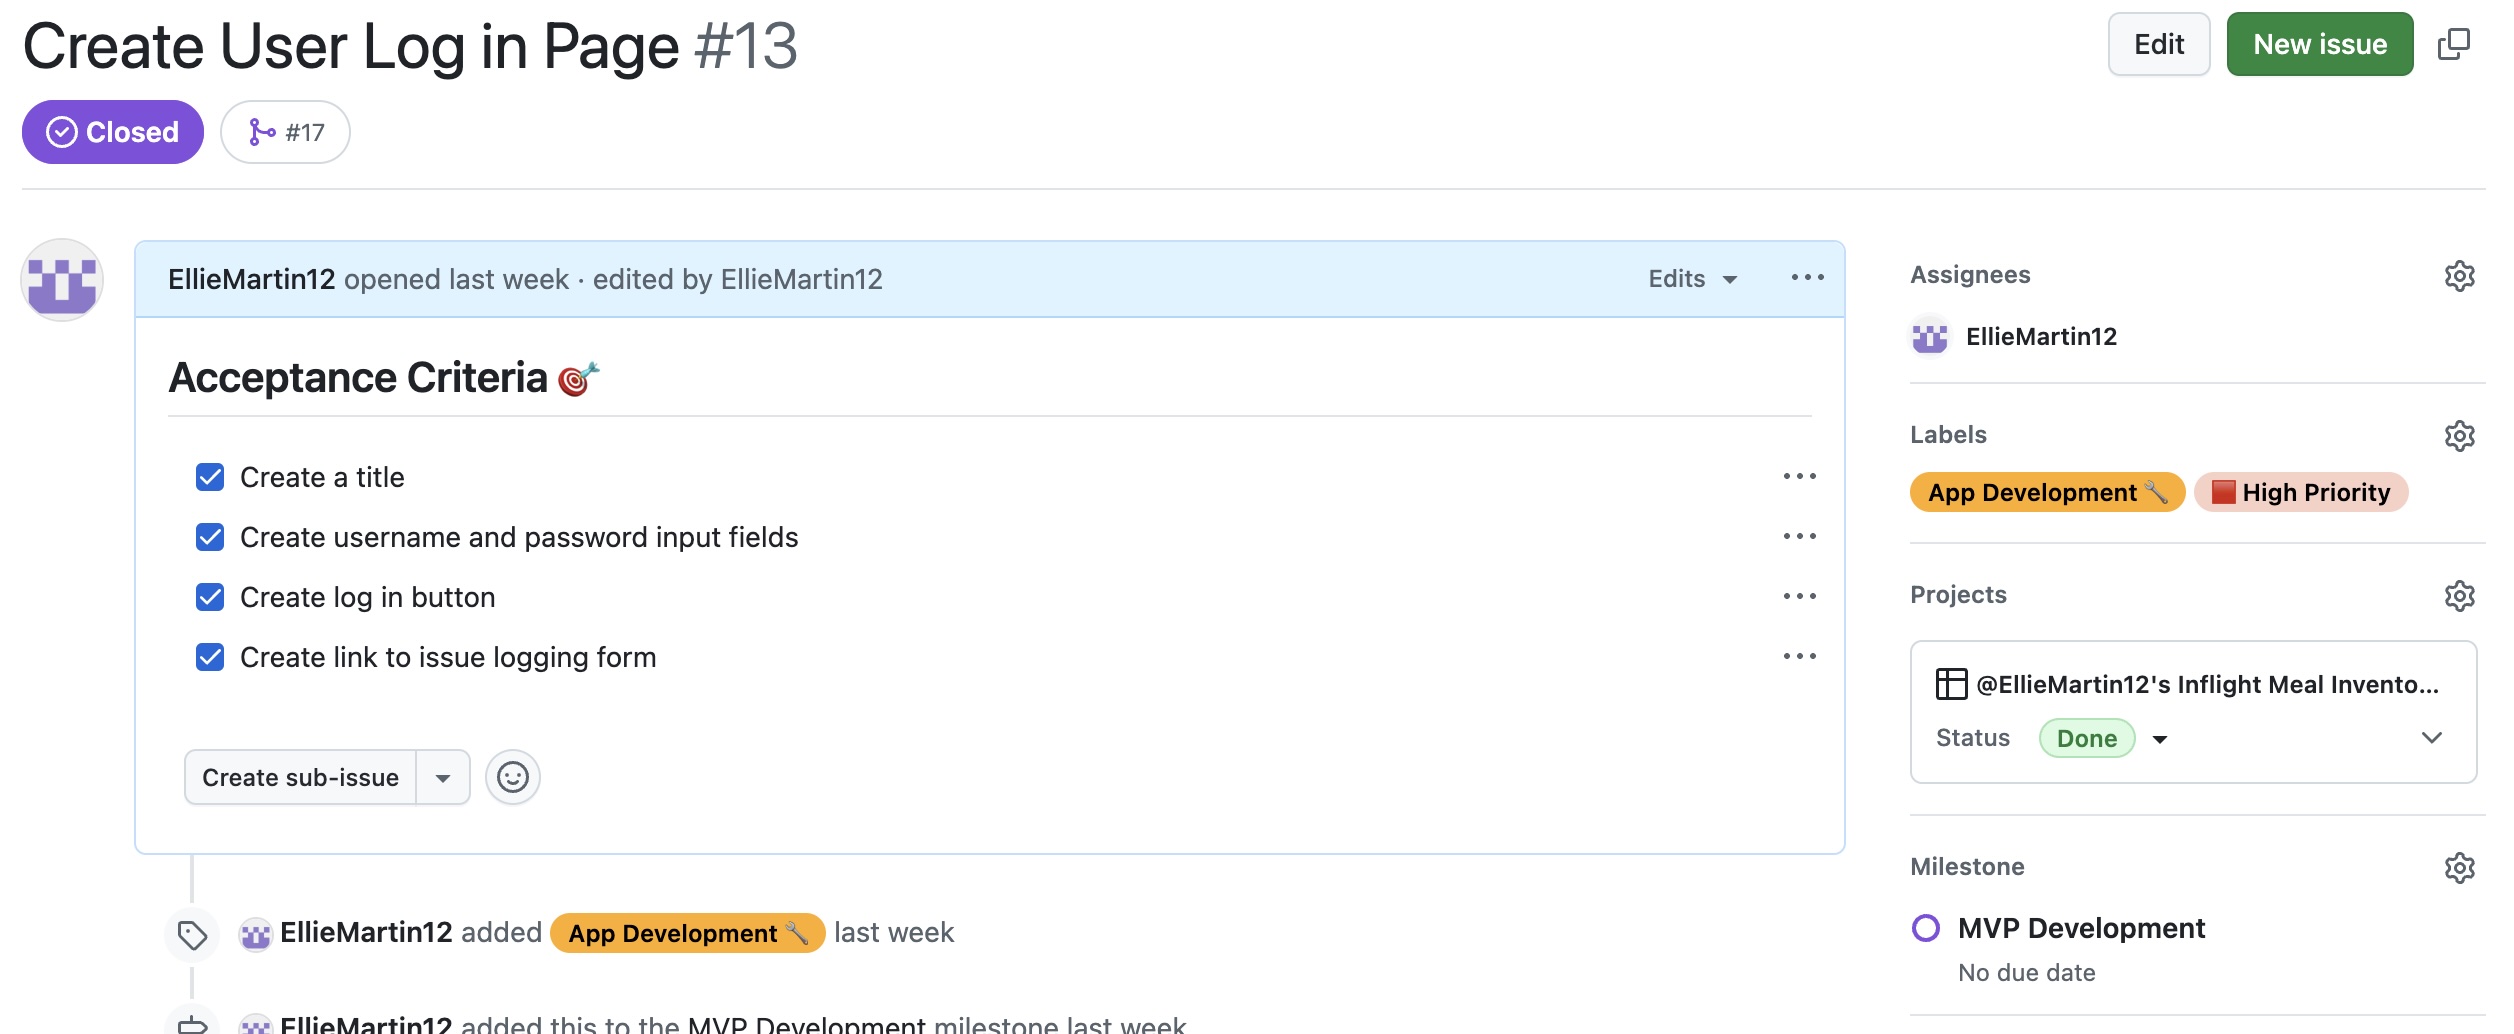 Create User Log in Page #13
Edit
New issue
Closed
#17
EllieMartin12 opened last week · edited by EllieMartin12
Edits
Acceptance Criteria 🎯
Create a title
Create username and password input fields
Create log in button
Create link to issue logging form
Create sub-issue
EllieMartin12 added App Development 🔧 last week
EllieMartin12 added this to the MVP Development milestone last week
Assignees
EllieMartin12
Labels
App Development 🔧 🟥 High Priority
Projects
@EllieMartin12's Inflight Meal Invento...
Status Done
Milestone
MVP Development
No due date